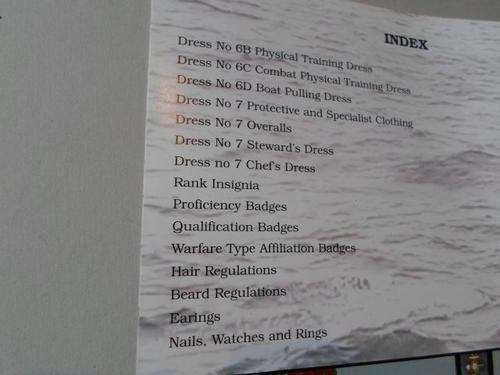 INDEX
Dress No 6B Physical Training Dress
Dress No 6C Combat Physical Training Dress
Dress No 6D Boat Pulling Dress
Dress No 7 Protective and Specialist Clothing
Dress No 7 Overalls
Dress No 7 Steward's Dress
Dress no 7 Chef's Dress
Rank Insignia
Proficiency Badges
Qualification Badges
Warfare Type Affiliation Badges
Hair Regulations
Beard Regulations
Earings
Nails, Watches and Rings